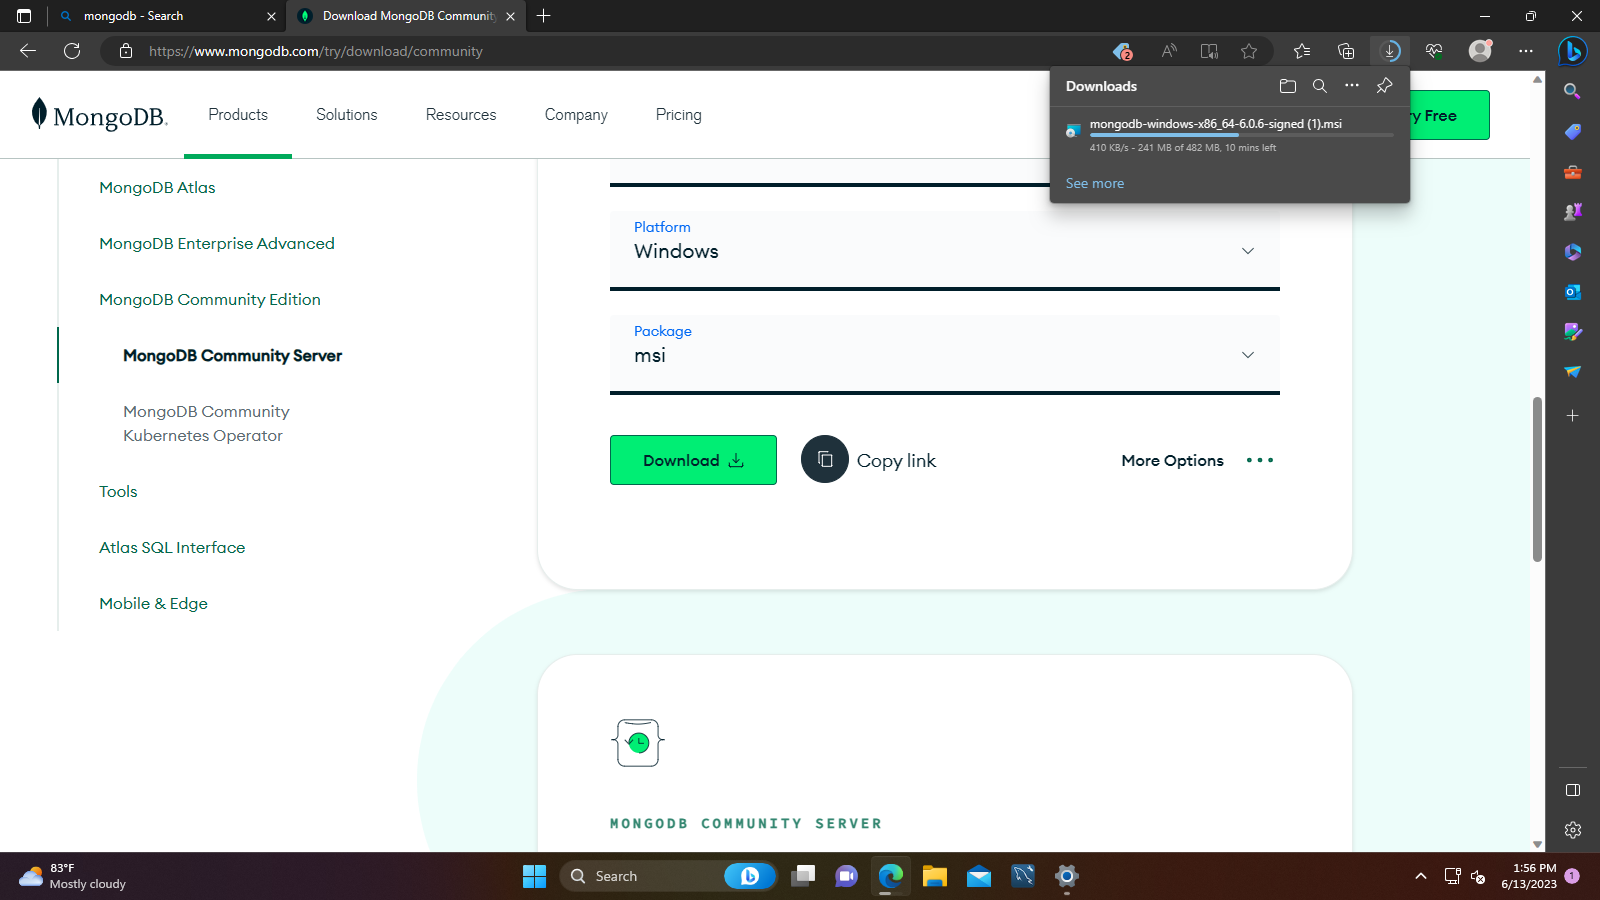 mongodb - Search
Download MongoDB Community
https://www.mongodb.com/try/download/community
2
Downloads
mongodb-windows-x86_64-6.0.6-signed (1).msi
410 KB/s - 241 MB of 482 MB, 10 mins left
See more
MongoDB.
Products
Solutions
Resources
Company
Pricing
ry Free
MongoDB Atlas
MongoDB Enterprise Advanced
MongoDB Community Edition
MongoDB Community Server
MongoDB Community
Kubernetes Operator
Tools
Atlas SQL Interface
Mobile & Edge
Platform
Windows
Package
msi
Download
Copy link
More Options
MONGODB COMMUNITY SERVER
83°F
Mostly cloudy
Search
1:56 PM
6/13/2023
1